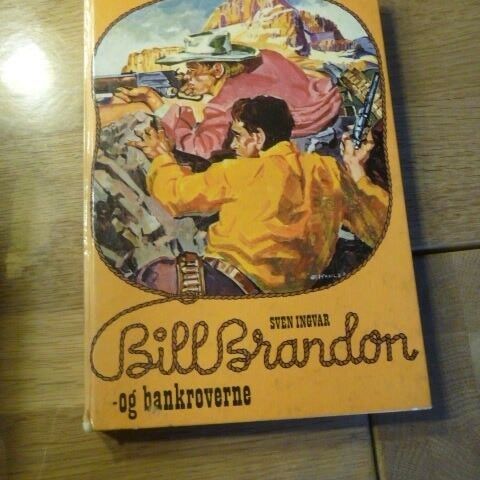 SVEN INGVAR
Bill Brandon
-og bankroverne